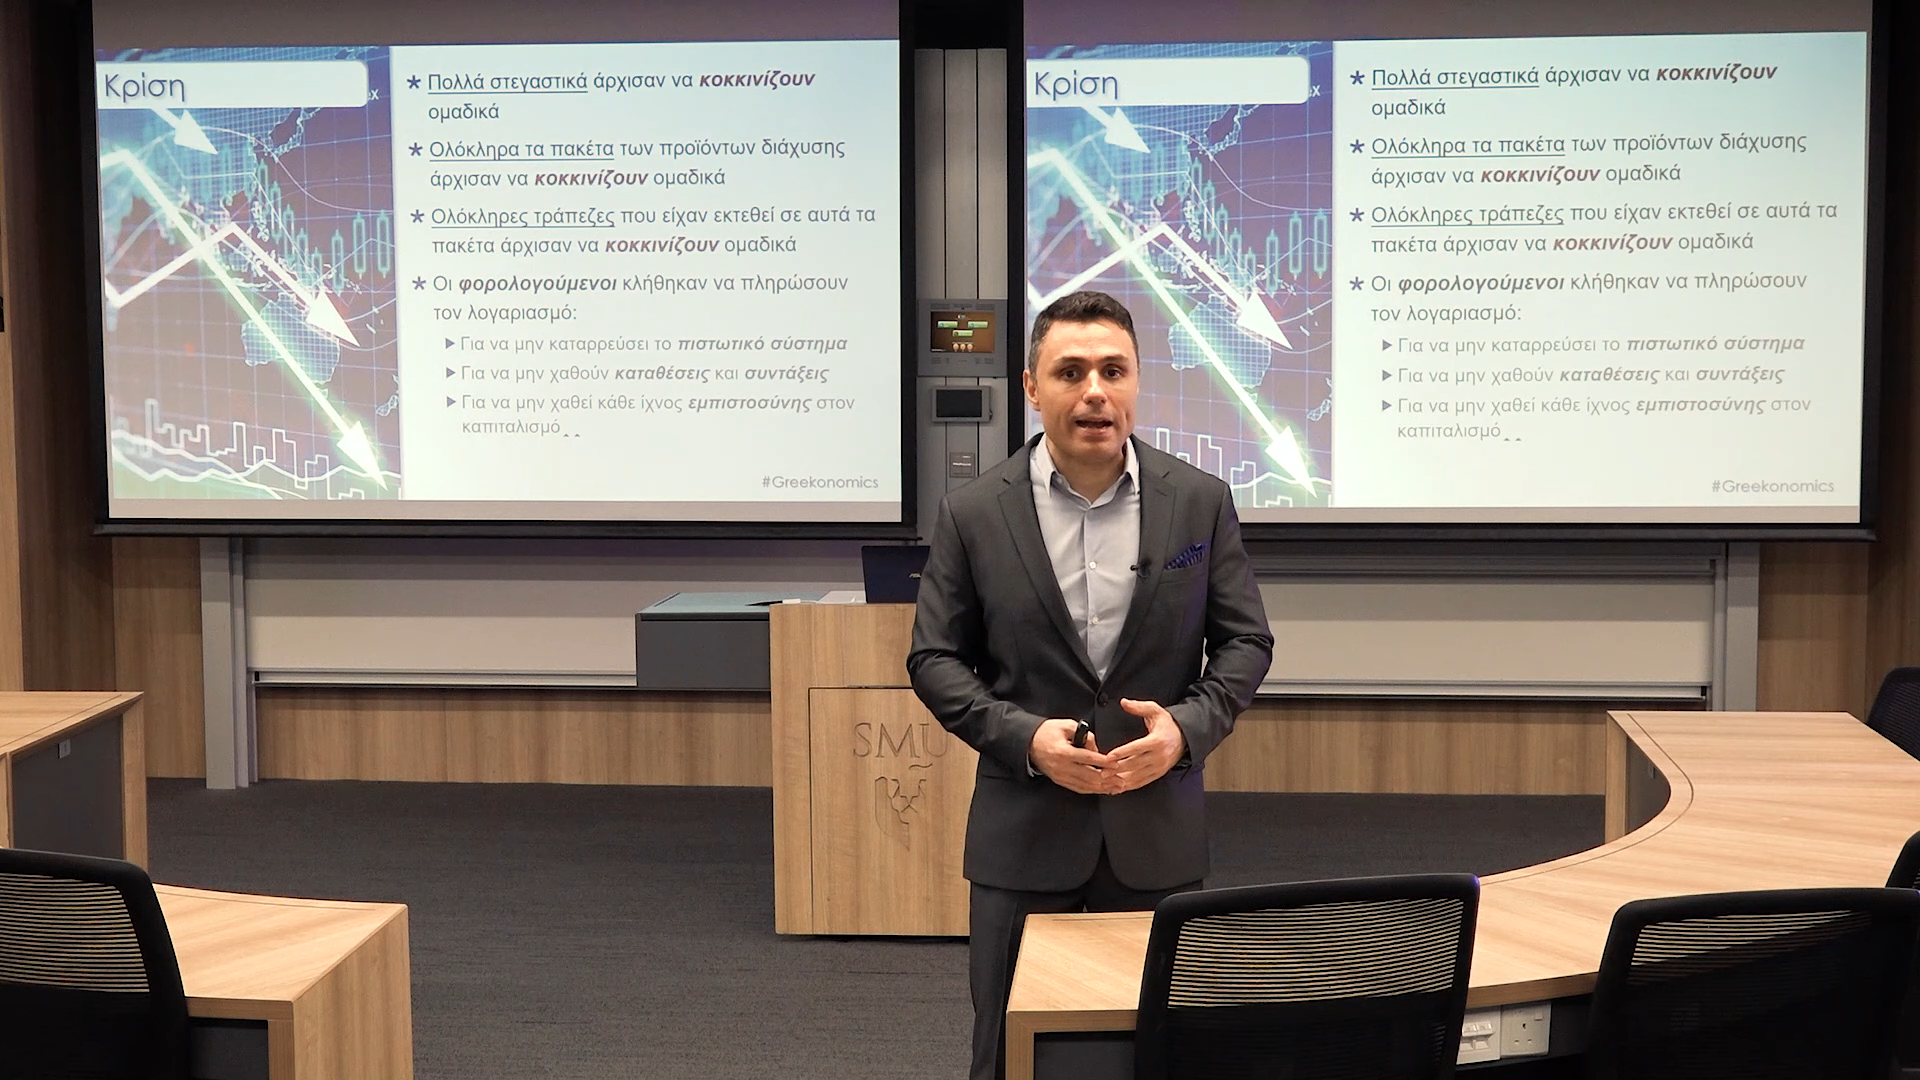 Κρίση
* Πολλά στεγαστικά άρχισαν να κοκκινίζουν
ομαδικά
* Ολόκληρα τα πακέτα των προϊόντων διάχυσης
άρχισαν να κοκκινίζουν ομαδικά
* Ολόκληρες τράπεζες που είχαν εκτεθεί σε αυτά τα
πακέτα άρχισαν να κοκκινίζουν ομαδικά
* Οι φορολογούμενοι κλήθηκαν να πληρώσουν
τον λογαριασμό:
Για να μην καταρρεύσει το πιστωτικό σύστημα
Για να μην χαθούν καταθέσεις και συντάξεις
Για να μην χαθεί κάθε ίχνος εμπιστοσύνης στον
καπιταλισμό
#Greekonomics
Κρίση
* Πολλά στεγαστικά άρχισαν να κοκκινίζουν
ομαδικά
* Ολόκληρα τα πακέτα των προϊόντων διάχυσης
άρχισαν να κοκκινίζουν ομαδικά
* Ολόκληρες τράπεζες που είχαν εκτεθεί σε αυτά τα
πακέτα άρχισαν να κοκκινίζουν ομαδικά
* Οι φορολογούμενοι κλήθηκαν να πληρώσουν
τον λογαριασμό:
Για να μην καταρρεύσει το πιστωτικό σύστημα
Για να μην χαθούν καταθέσεις και συντάξεις
Για να μην χαθεί κάθε ίχνος εμπιστοσύνης στον
καπιταλισμό
#Greekonomics
SMU